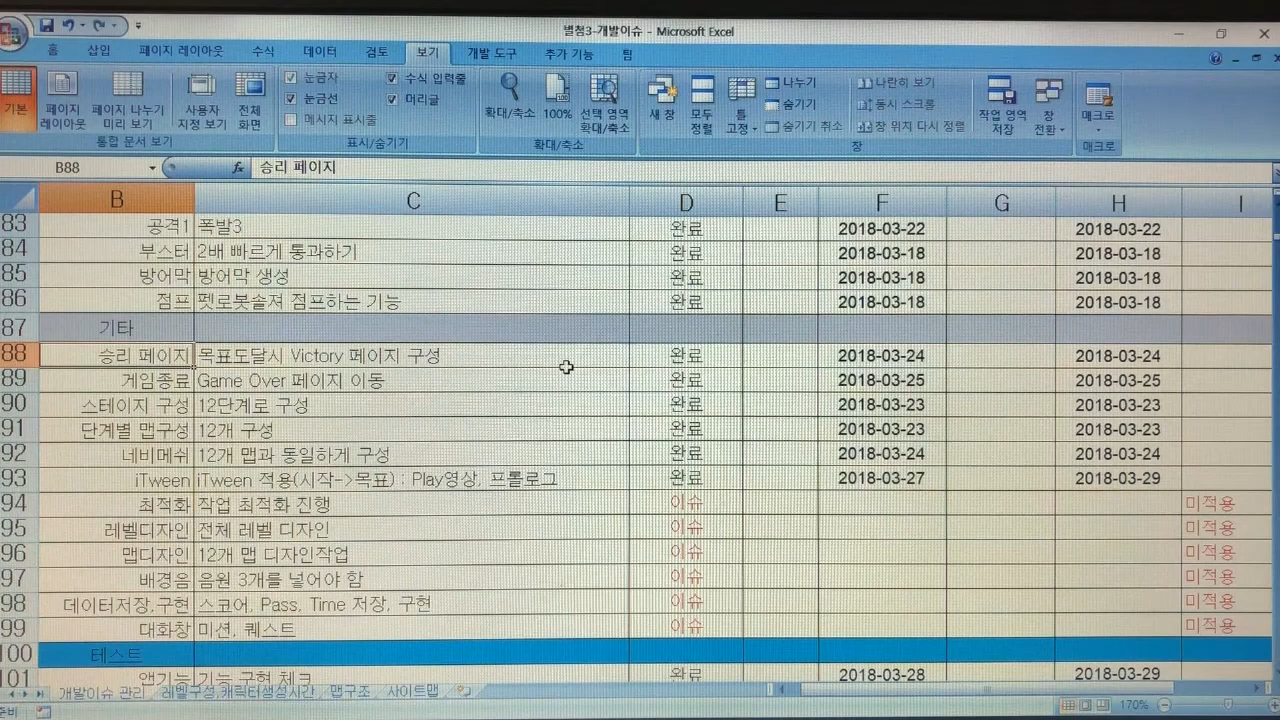 별첨3-개발이슈 - Microsoft Excel
홈 삽입 페이지 레이아웃 수식 데이터 검토 보기 개발 도구 추가 기능 팀
기본 페이지 레이아웃 페이지 나누기 미리 보기 사용자 지정 보기 전체 화면
통합 문서 보기
눈금자 수식 입력줄
눈금선 머리글
메시지 표시줄
표시/숨기기
확대/축소 100% 선택 영역 확대/축소
확대/축소
새 창 모두 정렬 틀 고정
나누기 나란히 보기
숨기기 동시 스크롤
숨기기 취소 창 위치 다시 정렬
작업 영역 저장 창 전환
창
매크로
매크로
B88 fx 승리 페이지
B C D E F G H I
83 공격1 폭발3 완료 2018-03-22 2018-03-22
84 부스터 2배 빠르게 통과하기 완료 2018-03-18 2018-03-18
85 방어막 방어막 생성 완료 2018-03-18 2018-03-18
86 점프 펫로봇솔져 점프하는 기능 완료 2018-03-18 2018-03-18
87 기타
88 승리 페이지 목표도달시 Victory 페이지 구성 완료 2018-03-24 2018-03-24
89 게임종료 Game Over 페이지 이동 완료 2018-03-25 2018-03-25
90 스테이지 구성 12단계로 구성 완료 2018-03-23 2018-03-23
91 단계별 맵구성 12개 구성 완료 2018-03-23 2018-03-23
92 네비메쉬 12개 맵과 동일하게 구성 완료 2018-03-24 2018-03-24
93 iTween iTween 적용(시작->목표) : Play영상, 프롤로그 완료 2018-03-27 2018-03-29
94 최적화 작업 최적화 진행 이슈 미적용
95 레벨디자인 전체 레벨 디자인 이슈 미적용
96 맵디자인 12개 맵 디자인작업 이슈 미적용
97 배경음 음원 3개를 넣어야 함 이슈 미적용
98 데이터저장,구현 스코어, Pass, Time 저장, 구현 이슈 미적용
99 대화창 미션, 퀘스트 이슈 미적용
100 테스트
101 앱기능 기능 구현 체크 완료 2018-03-28 2018-03-29
개발이슈 관리 레벨구성,캐릭터생성시간 맵구조 사이트맵
준비 170%